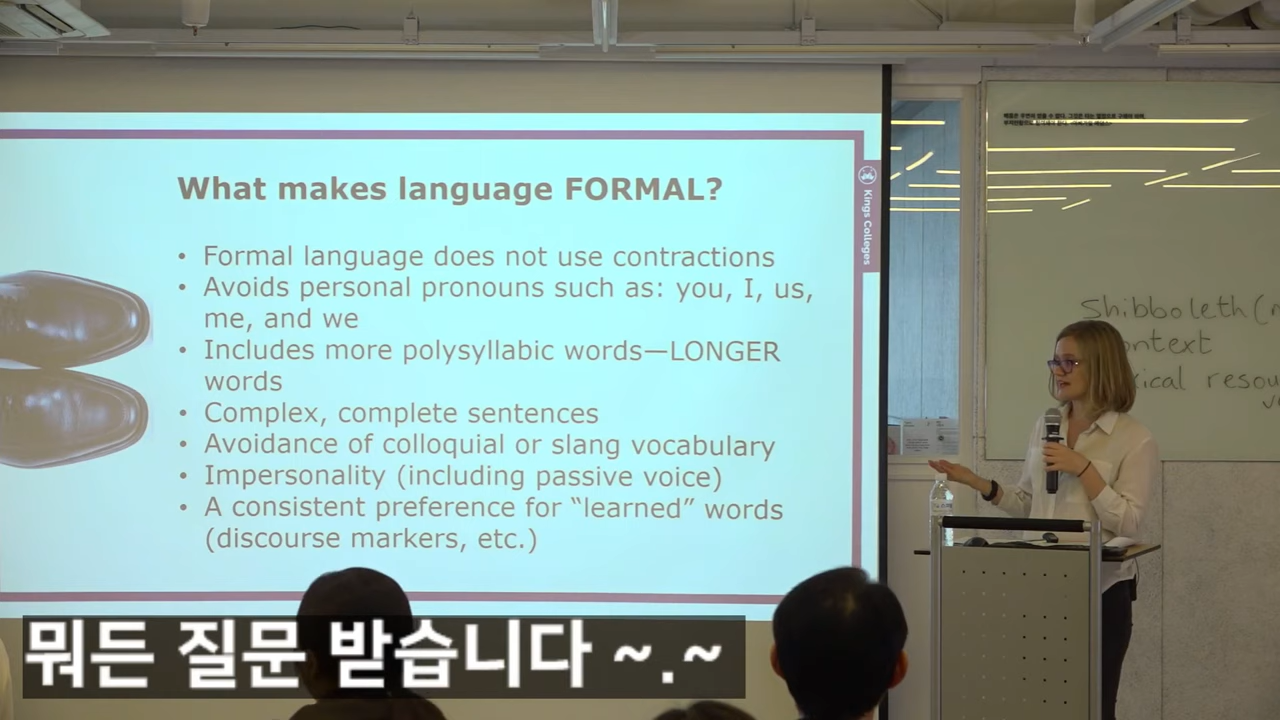 What makes language FORMAL?
• Formal language does not use contractions
• Avoids personal pronouns such as: you, I, us,
me, and we
• Includes more polysyllabic words—LONGER
words
• Complex, complete sentences
• Avoidance of colloquial or slang vocabulary
• Impersonality (including passive voice)
• A consistent preference for “learned” words
(discourse markers, etc.)
Kings Colleges
Shibboleth
뭐든 질문 받습니다 ~.~